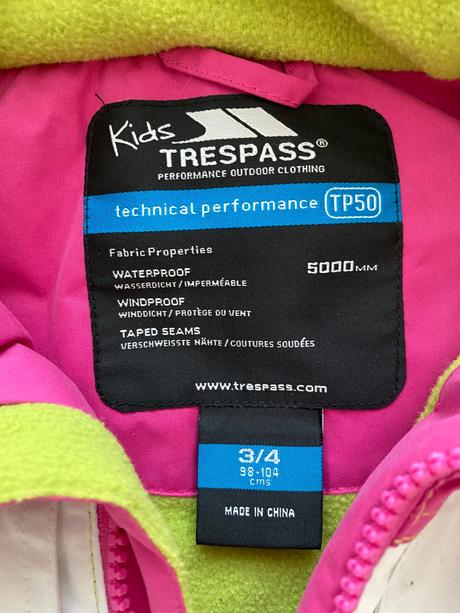 Kids
TRESPASS®
PERFORMANCE OUTDOOR CLOTHING
technical performance TP50
Fabric Properties
WATERPROOF 5000MM
WASSERDICHT/IMPERMÉABLE
WINDPROOF
WINDDICHT/PROTÈGE DU VENT
TAPED SEAMS
VERSCHWEISSTE NÄHTE/COUTURES SOUDÉES
www.trespass.com
3/4
98-104
cms
MADE IN CHINA